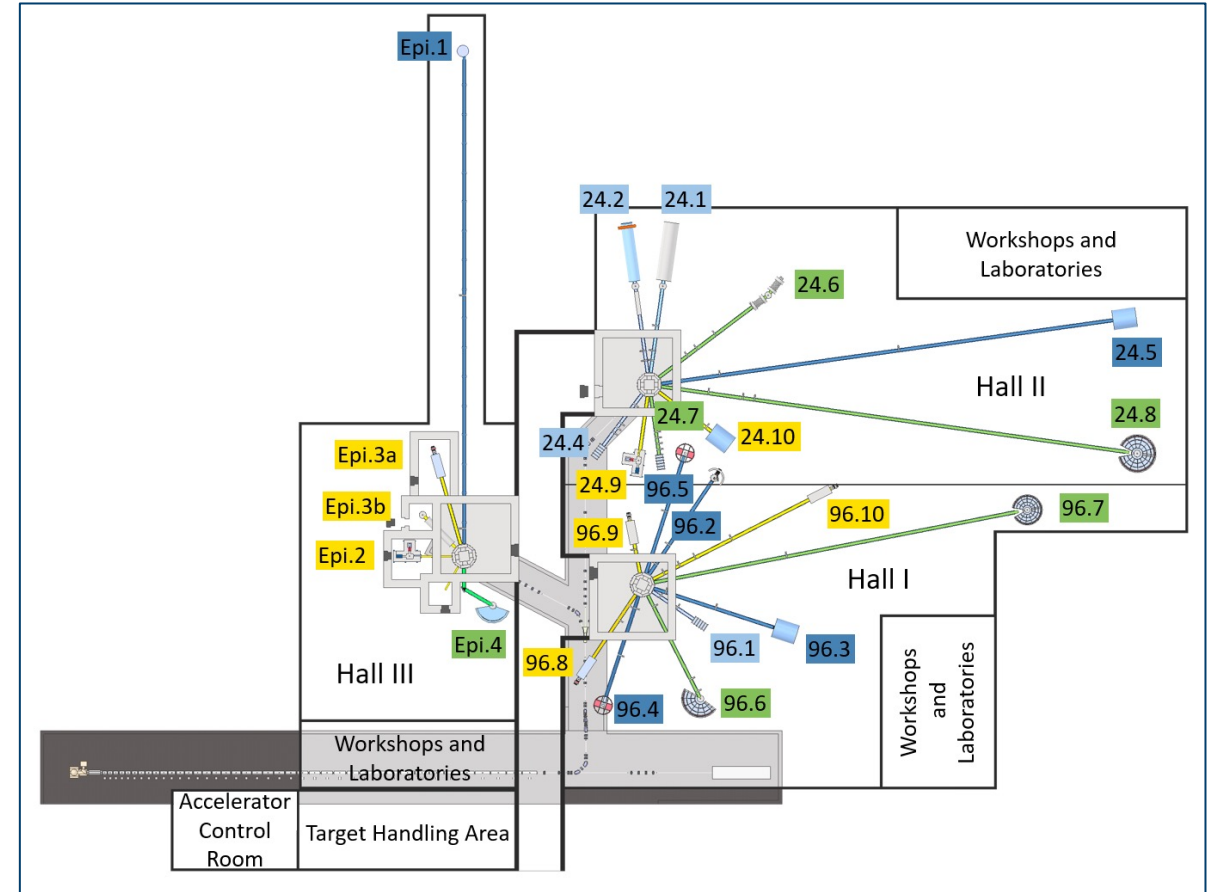 Epi.1
24.2
24.1
Workshops and
Laboratories
24.6
24.5
Hall II
24.8
24.7
24.10
24.4
Epi.3a
24.9
96.5
Epi.3b
96.9
96.2
96.10
96.7
Epi.2
Hall I
Epi.4
96.1
96.3
96.8
Hall III
96.4
96.6
Workshops
and
Laboratories
Workshops and
Laboratories
Accelerator
Control
Room
Target Handling Area